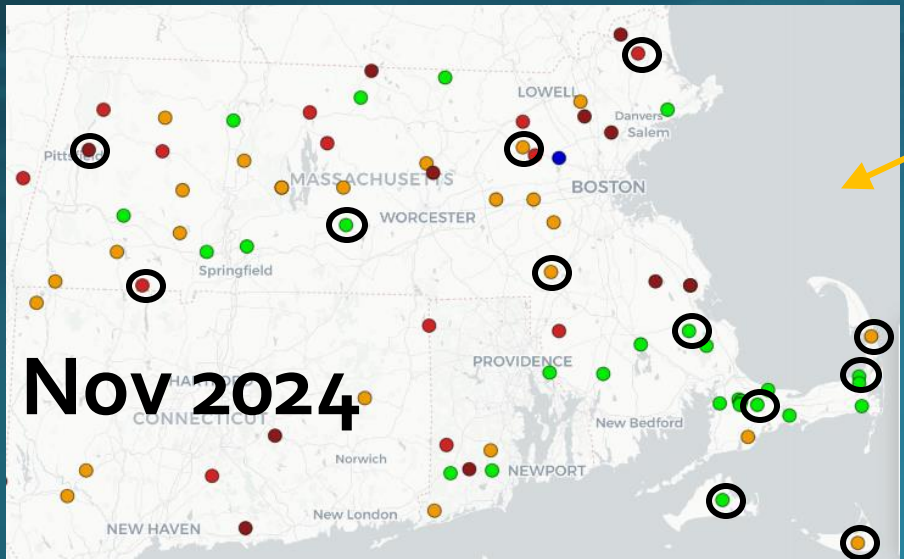 LOWELL
Danvers
Salem
Pittsfield
MASSACHUSETTS
BOSTON
WORCESTER
Springfield
PROVIDENCE
Nov 2024
HARTFORD
CONNECTICUT
New Bedford
Norwich
NEWPORT
New London
NEW HAVEN